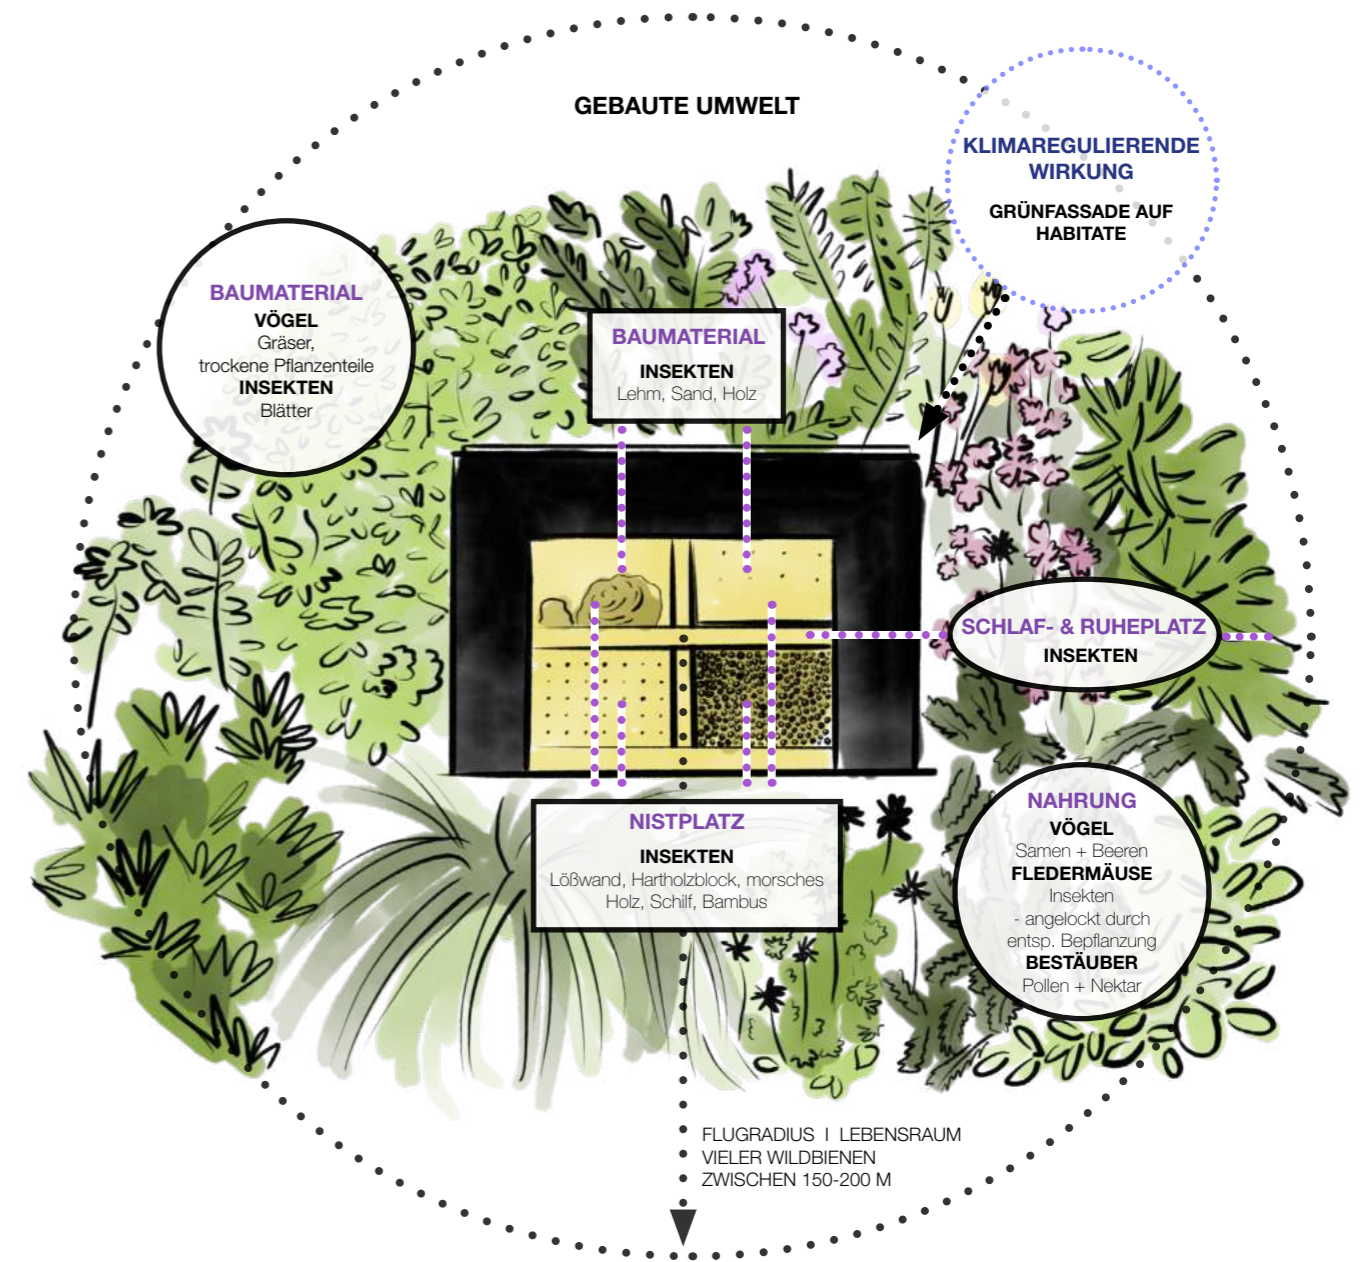 GEBAUTE UMWELT
KLIMAREGULIERENDE
WIRKUNG
GRÜNFASSADE AUF
HABITATE
BAUMATERIAL
VÖGEL
Gräser,
trockene Pflanzenteile
INSEKTEN
Blätter
BAUMATERIAL
INSEKTEN
Lehm, Sand, Holz
SCHLAF- & RUHEPLATZ
INSEKTEN
NISTPLATZ
INSEKTEN
Lößwand, Hartholzblock, morsches
Holz, Schilf, Bambus
NAHRUNG
VÖGEL
Samen + Beeren
FLEDERMÄUSE
Insekten
- angelockt durch
entsp. Bepflanzung
BESTÄUBER
Pollen + Nektar
FLUGRADIUS I LEBENSRAUM
VIELER WILDBIENEN
ZWISCHEN 150-200 M